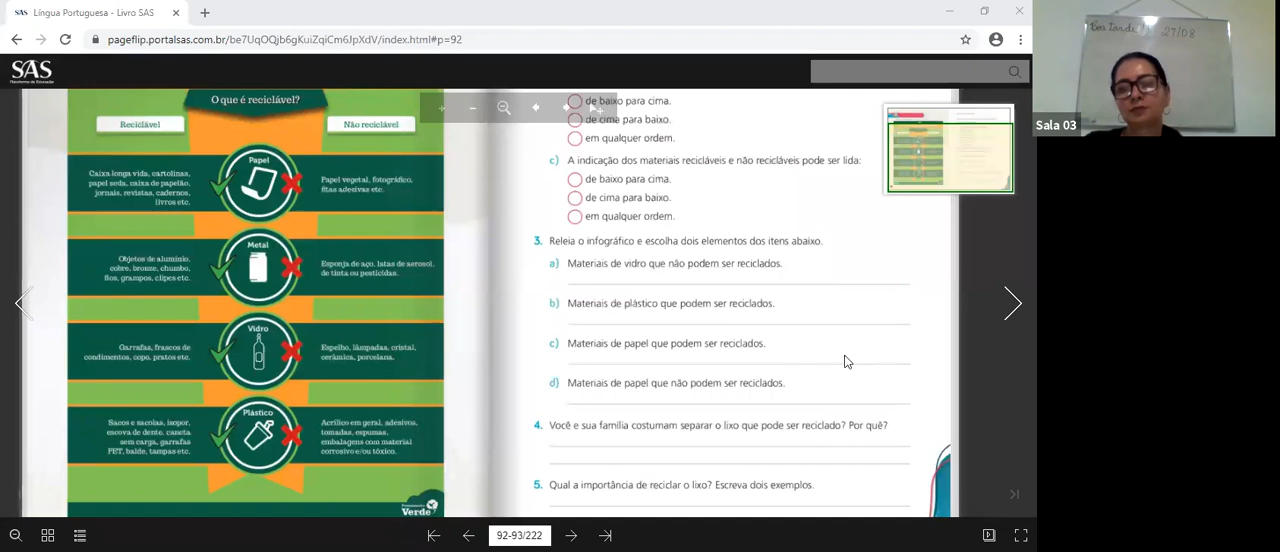 Língua Portuguesa - Livro SAS
pageflip.portalsas.com.br/be7UqOQjb6gKuiZqiCm6JpXdV/index.html#p=92
SAS
Plataforma de Educação
O que é reciclável?
Reciclável
Não reciclável
Papel
Caixa longa vida, cartolinas,
papel seda, caixa de papelão,
jornais, revistas, cadernos,
livros etc.
Papel vegetal, fotográfico,
fitas adesivas etc.
Metal
Objetos de alumínio,
cobre, bronze, chumbo,
fios, grampos, clipes etc.
Esponja de aço, latas de aerosol,
de tinta ou pesticidas.
Vidro
Garrafas, frascos de
condimentos, copo, pratos etc.
Espelho, lâmpadas, cristal,
cerâmica, porcelana.
Plástico
Sacos e sacolas, isopor,
escova de dente, caneta
sem carga, garrafas
PET, balde, tampas etc.
Acrílico em geral, adesivos,
tomadas, espumas,
embalagens com material
corrosivo e/ou tóxico.
Verde
de baixo para cima.
de cima para baixo.
em qualquer ordem.
c) A indicação dos materiais recicláveis e não recicláveis pode ser lida:
de baixo para cima.
de cima para baixo.
em qualquer ordem.
3. Releia o infográfico e escolha dois elementos dos itens abaixo.
a) Materiais de vidro que não podem ser reciclados.
b) Materiais de plástico que podem ser reciclados.
c) Materiais de papel que podem ser reciclados.
d) Materiais de papel que não podem ser reciclados.
4. Você e sua família costumam separar o lixo que pode ser reciclado? Por quê?
5. Qual a importância de reciclar o lixo? Escreva dois exemplos.
92-93/222
Boa Tarde!
27/08
Sala 03